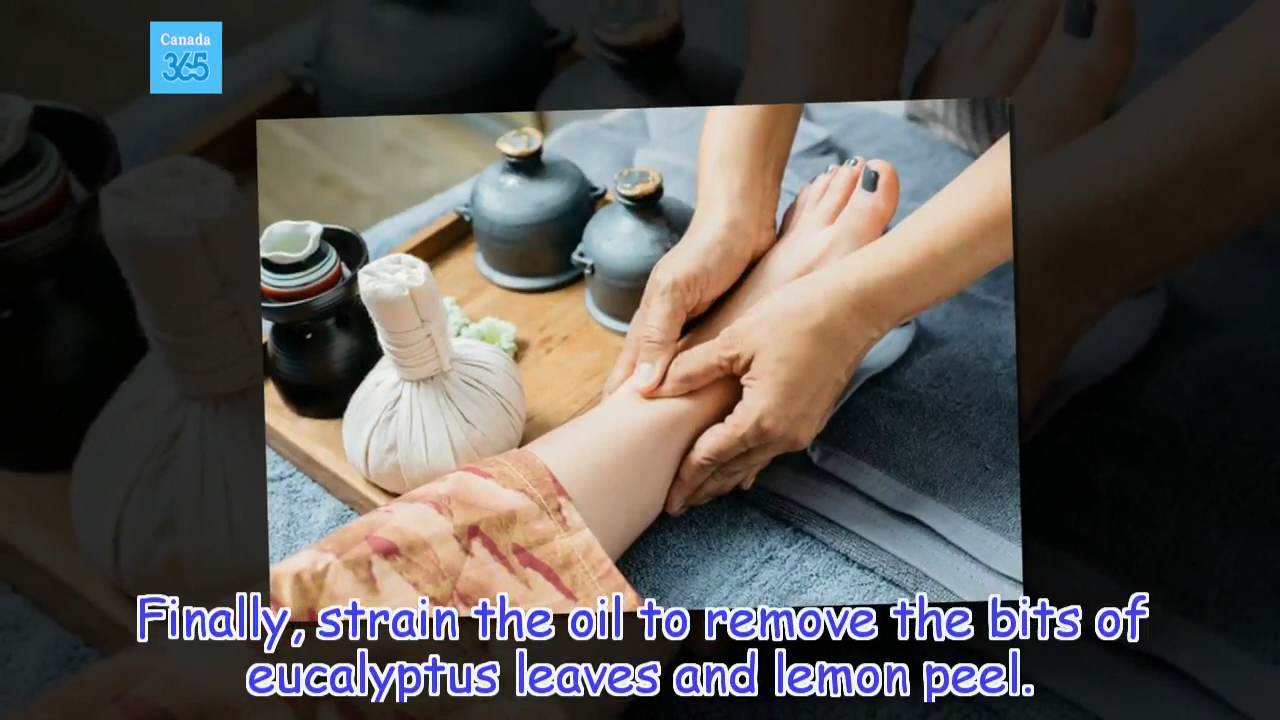 Canada
365
Finally, strain the oil to remove the bits of
eucalyptus leaves and lemon peel.